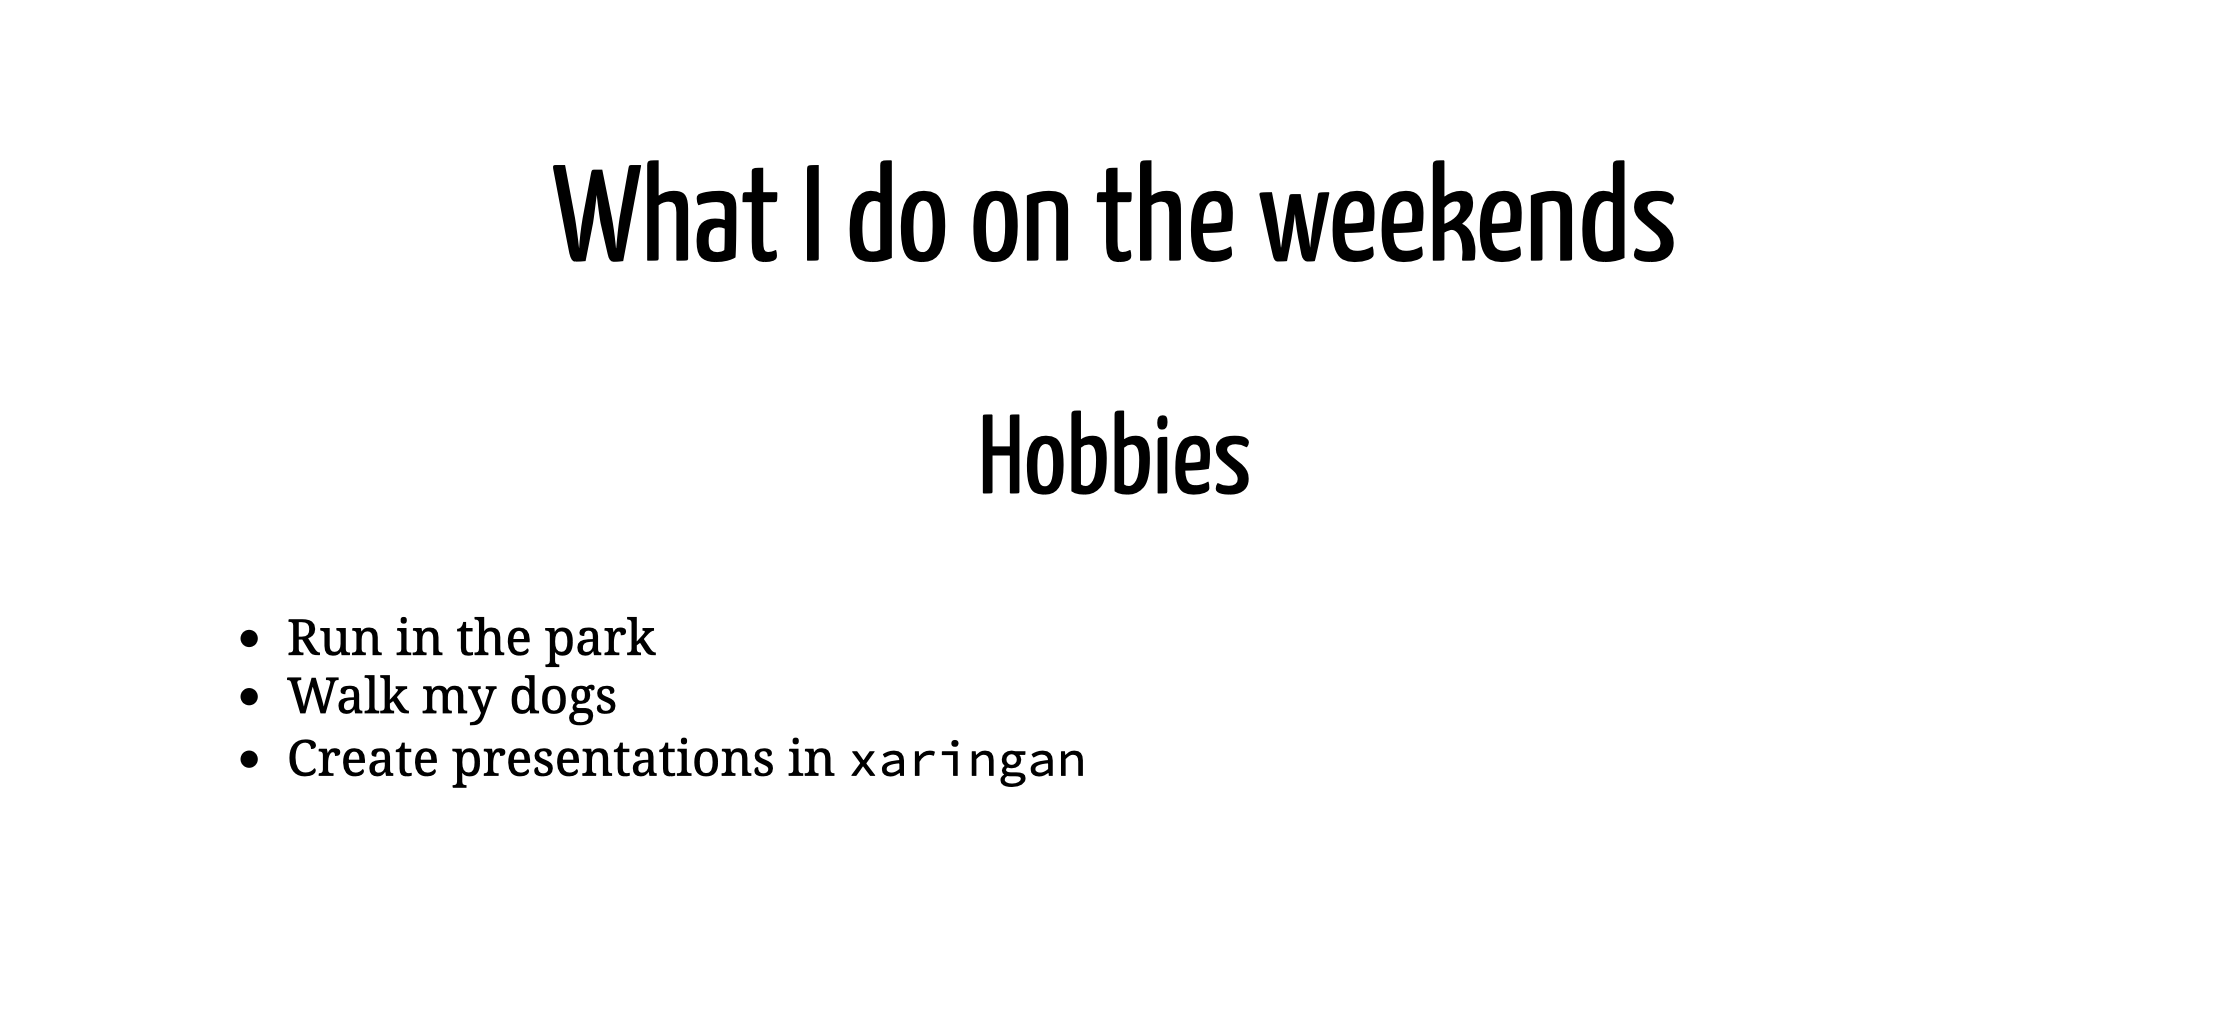 What I do on the weekends
Hobbies
• Run in the park
• Walk my dogs
• Create presentations in xaringan